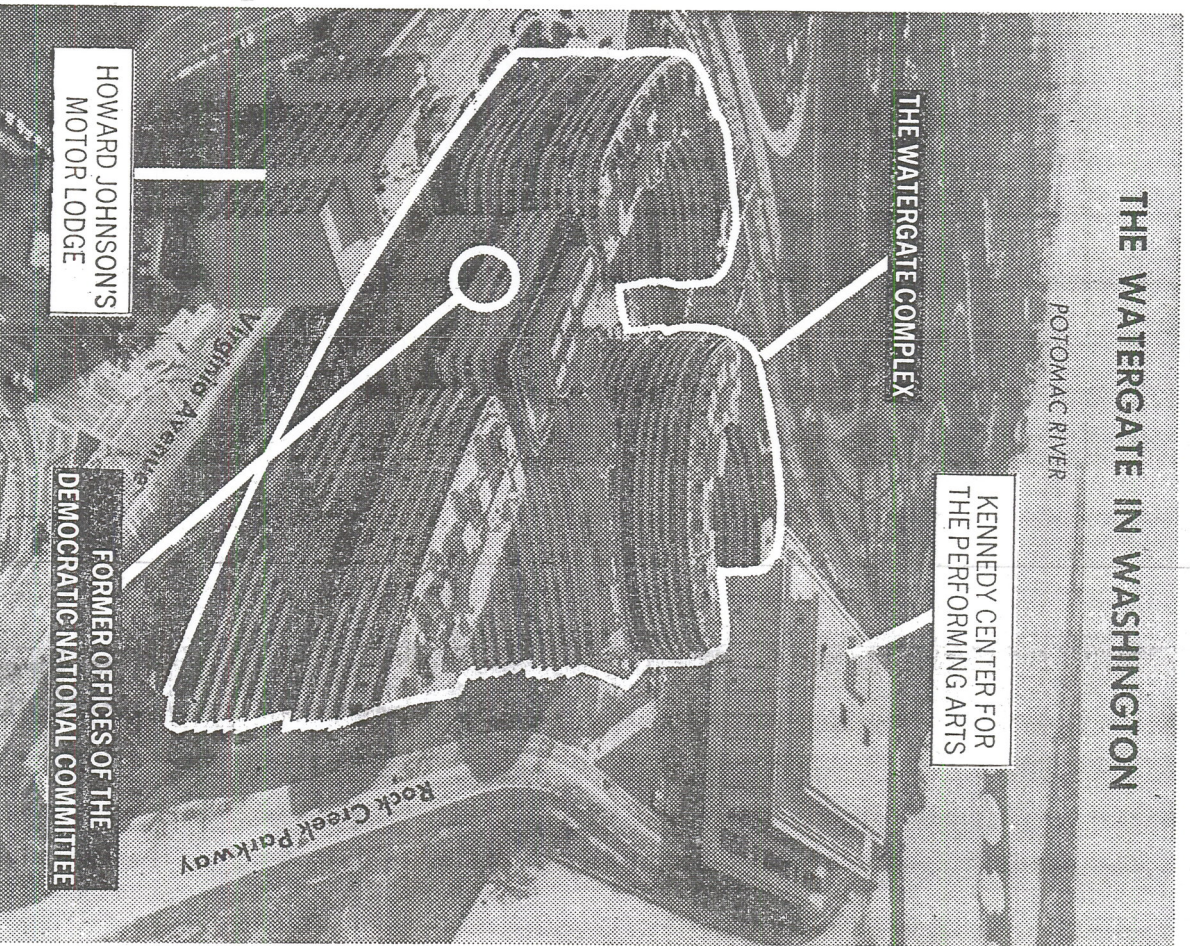 THE WATERGATE IN WASHINGTON
POTOMAC RIVER
THE WATERGATE COMPLEX
KENNEDY CENTER FOR
THE PERFORMING ARTS
HOWARD JOHNSON'S
MOTOR LODGE
Virginia Avenue
Rock Creek Parkway
FORMER OFFICES OF THE
DEMOCRATIC NATIONAL COMMITTEE